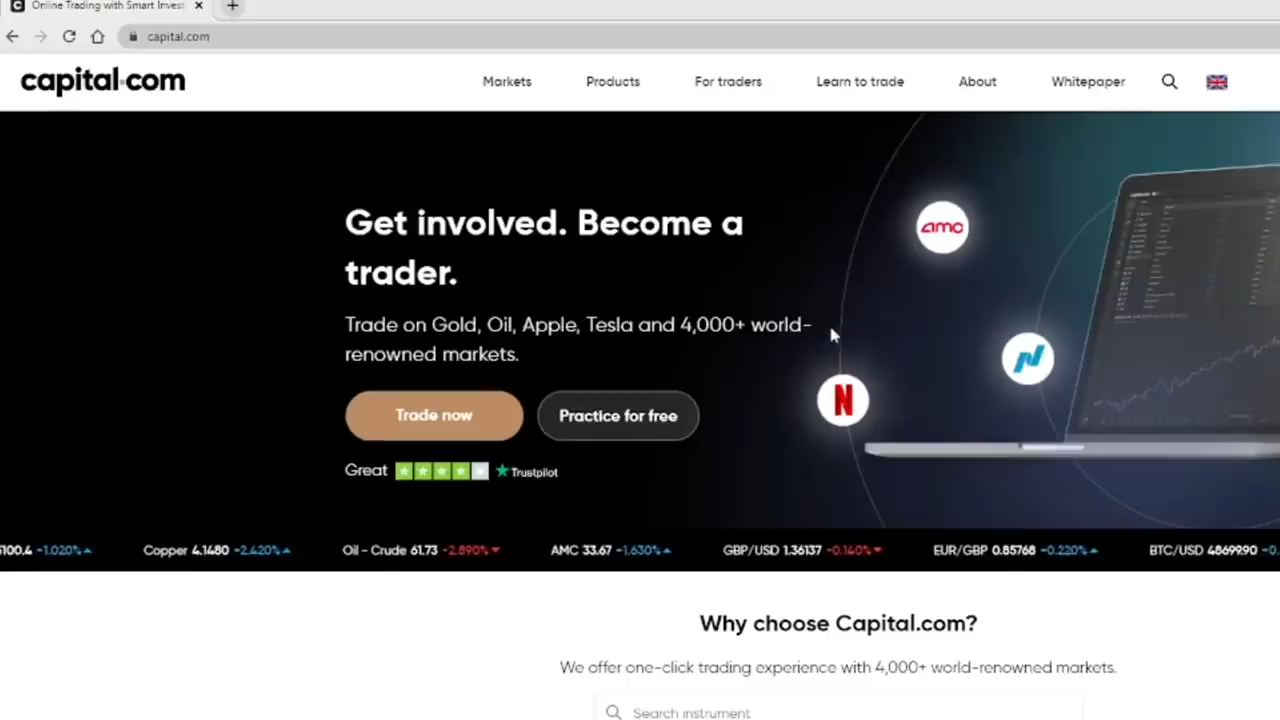 Online Trading with Smart Invest
capital.com
capital.com
Markets
Products
For traders
Learn to trade
About
Whitepaper
Get involved. Become a
trader.
Trade on Gold, Oil, Apple, Tesla and 4,000+ world-
renowned markets.
Trade now
Practice for free
Great
Trustpilot
amc
N
100.4 -1.020% Copper 4.1480 -2.420% Oil - Crude 61.73 -2.890% AMC 33.67 -1.630% GBP/USD 1.36137 -0.140% EUR/GBP 0.85768 -0.220% BTC/USD 48699.90 -0.
Why choose Capital.com?
We offer one-click trading experience with 4,000+ world-renowned markets.
Search instrument